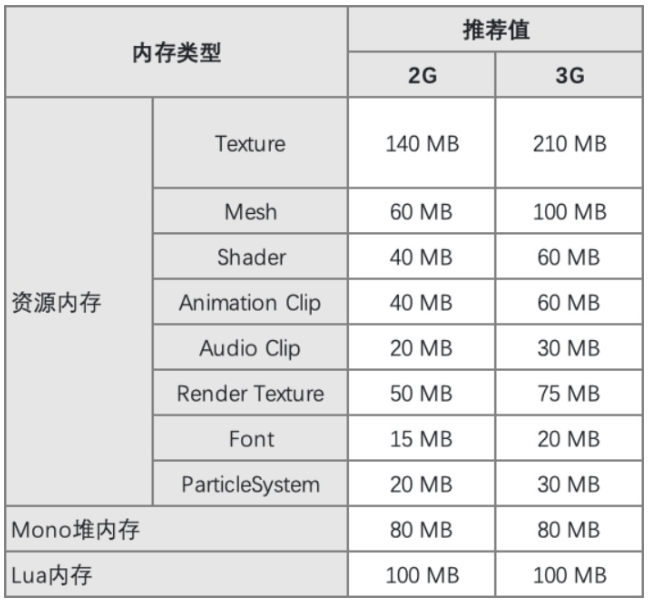 内存类型 推荐值
2G 3G
资源内存 Texture 140 MB 210 MB
Mesh 60 MB 100 MB
Shader 40 MB 60 MB
Animation Clip 40 MB 60 MB
Audio Clip 20 MB 30 MB
Render Texture 50 MB 75 MB
Font 15 MB 20 MB
ParticleSystem 20 MB 30 MB
Mono堆内存 80 MB 80 MB
Lua内存 100 MB 100 MB